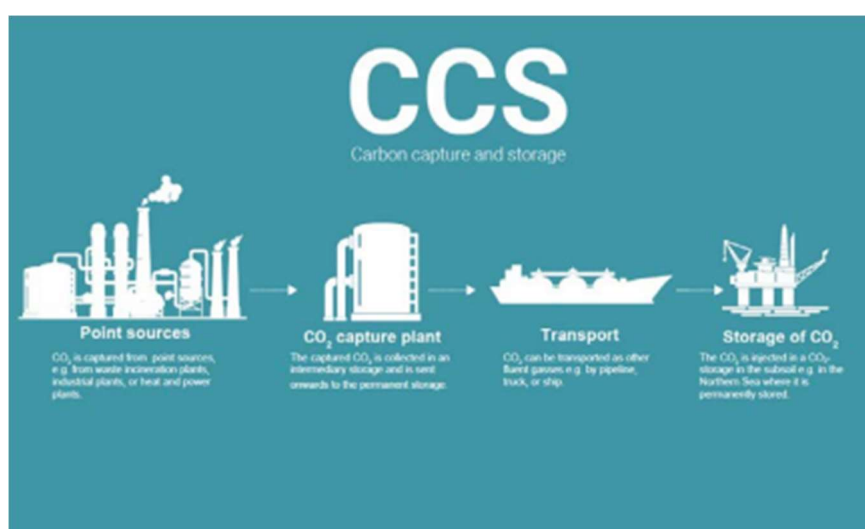 CCS
Carbon capture and storage
Point sources
CO₂ is captured from point sources,
e.g. from waste incineration plants,
industrial plants, or heat and power
plants.
CO₂ capture plant
The captured CO₂ is collected in an
intermediary storage and is sent
onwards to the permanent storage.
Transport
CO₂ can be transported as other
fluent gasses e.g. by pipeline,
truck, or ship.
Storage of CO₂
The CO₂ is injected in a CO₂-
storage in the subsoil e.g. in the
Northern Sea where it is
permanently stored.